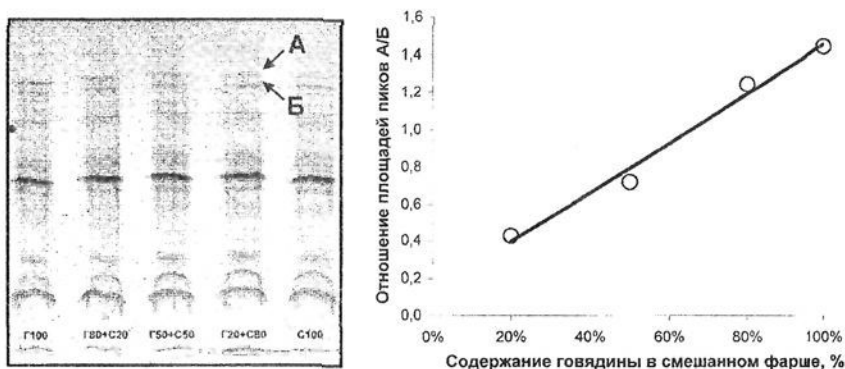 А
Б
Г100 Г80+С20 Г50+С50 Г20+С80 С100
Отношение площадей пиков А/Б
1,6
1,4
1,2
1,0
0,8
0,6
0,4
0,2
0,0
0% 20% 40% 60% 80% 100%
Содержание говядины в смешанном фарше, %